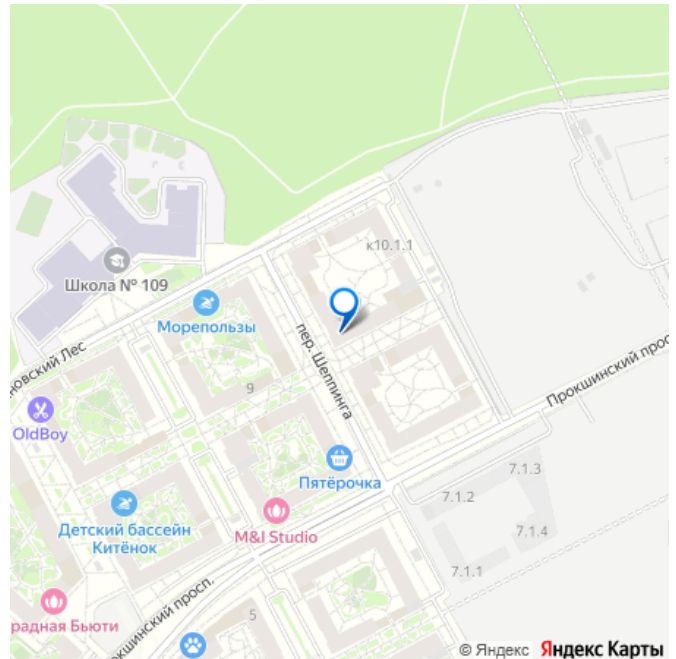 к10.1.1
Школа № 109
Морепользы
пер. Шеппинга
новский Лес
9
OldBoy
Прокшинский прос
Пятёрочка
7.1.3
7.1.2
Детский бассейн
Китёнок
M&I Studio
7.1.4
7.1.1
радная Бьюти
окшинский просп.
5
© Яндекс Яндекс Карты